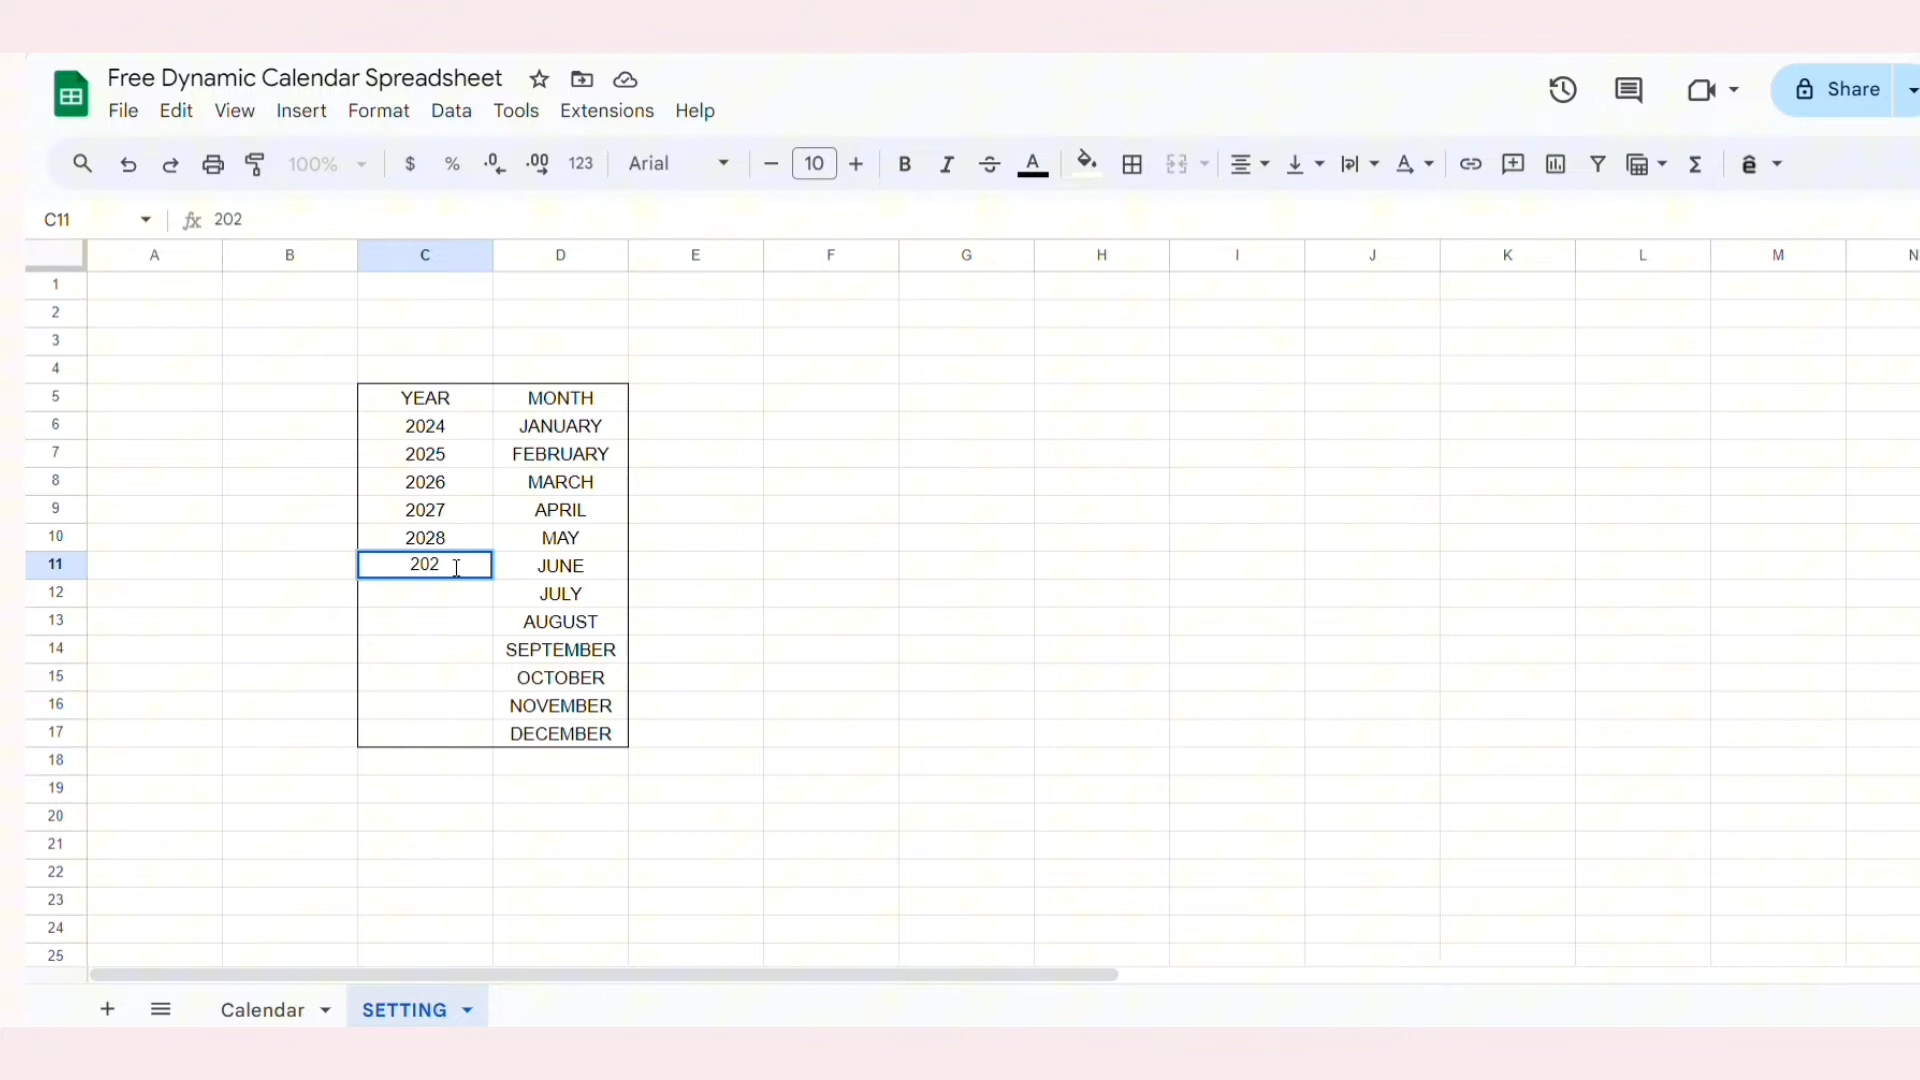 Free Dynamic Calendar Spreadsheet
File Edit View Insert Format Data Tools Extensions Help
Share
100% $ % .0 .00 123 Arial 10 B I A
C11 fx 202
A B C D E F G H I J K L M N
1
2
3
4
5 YEAR MONTH
6 2024 JANUARY
7 2025 FEBRUARY
8 2026 MARCH
9 2027 APRIL
10 2028 MAY
11 202 JUNE
12 JULY
13 AUGUST
14 SEPTEMBER
15 OCTOBER
16 NOVEMBER
17 DECEMBER
18
19
20
21
22
23
24
25
Calendar SETTING